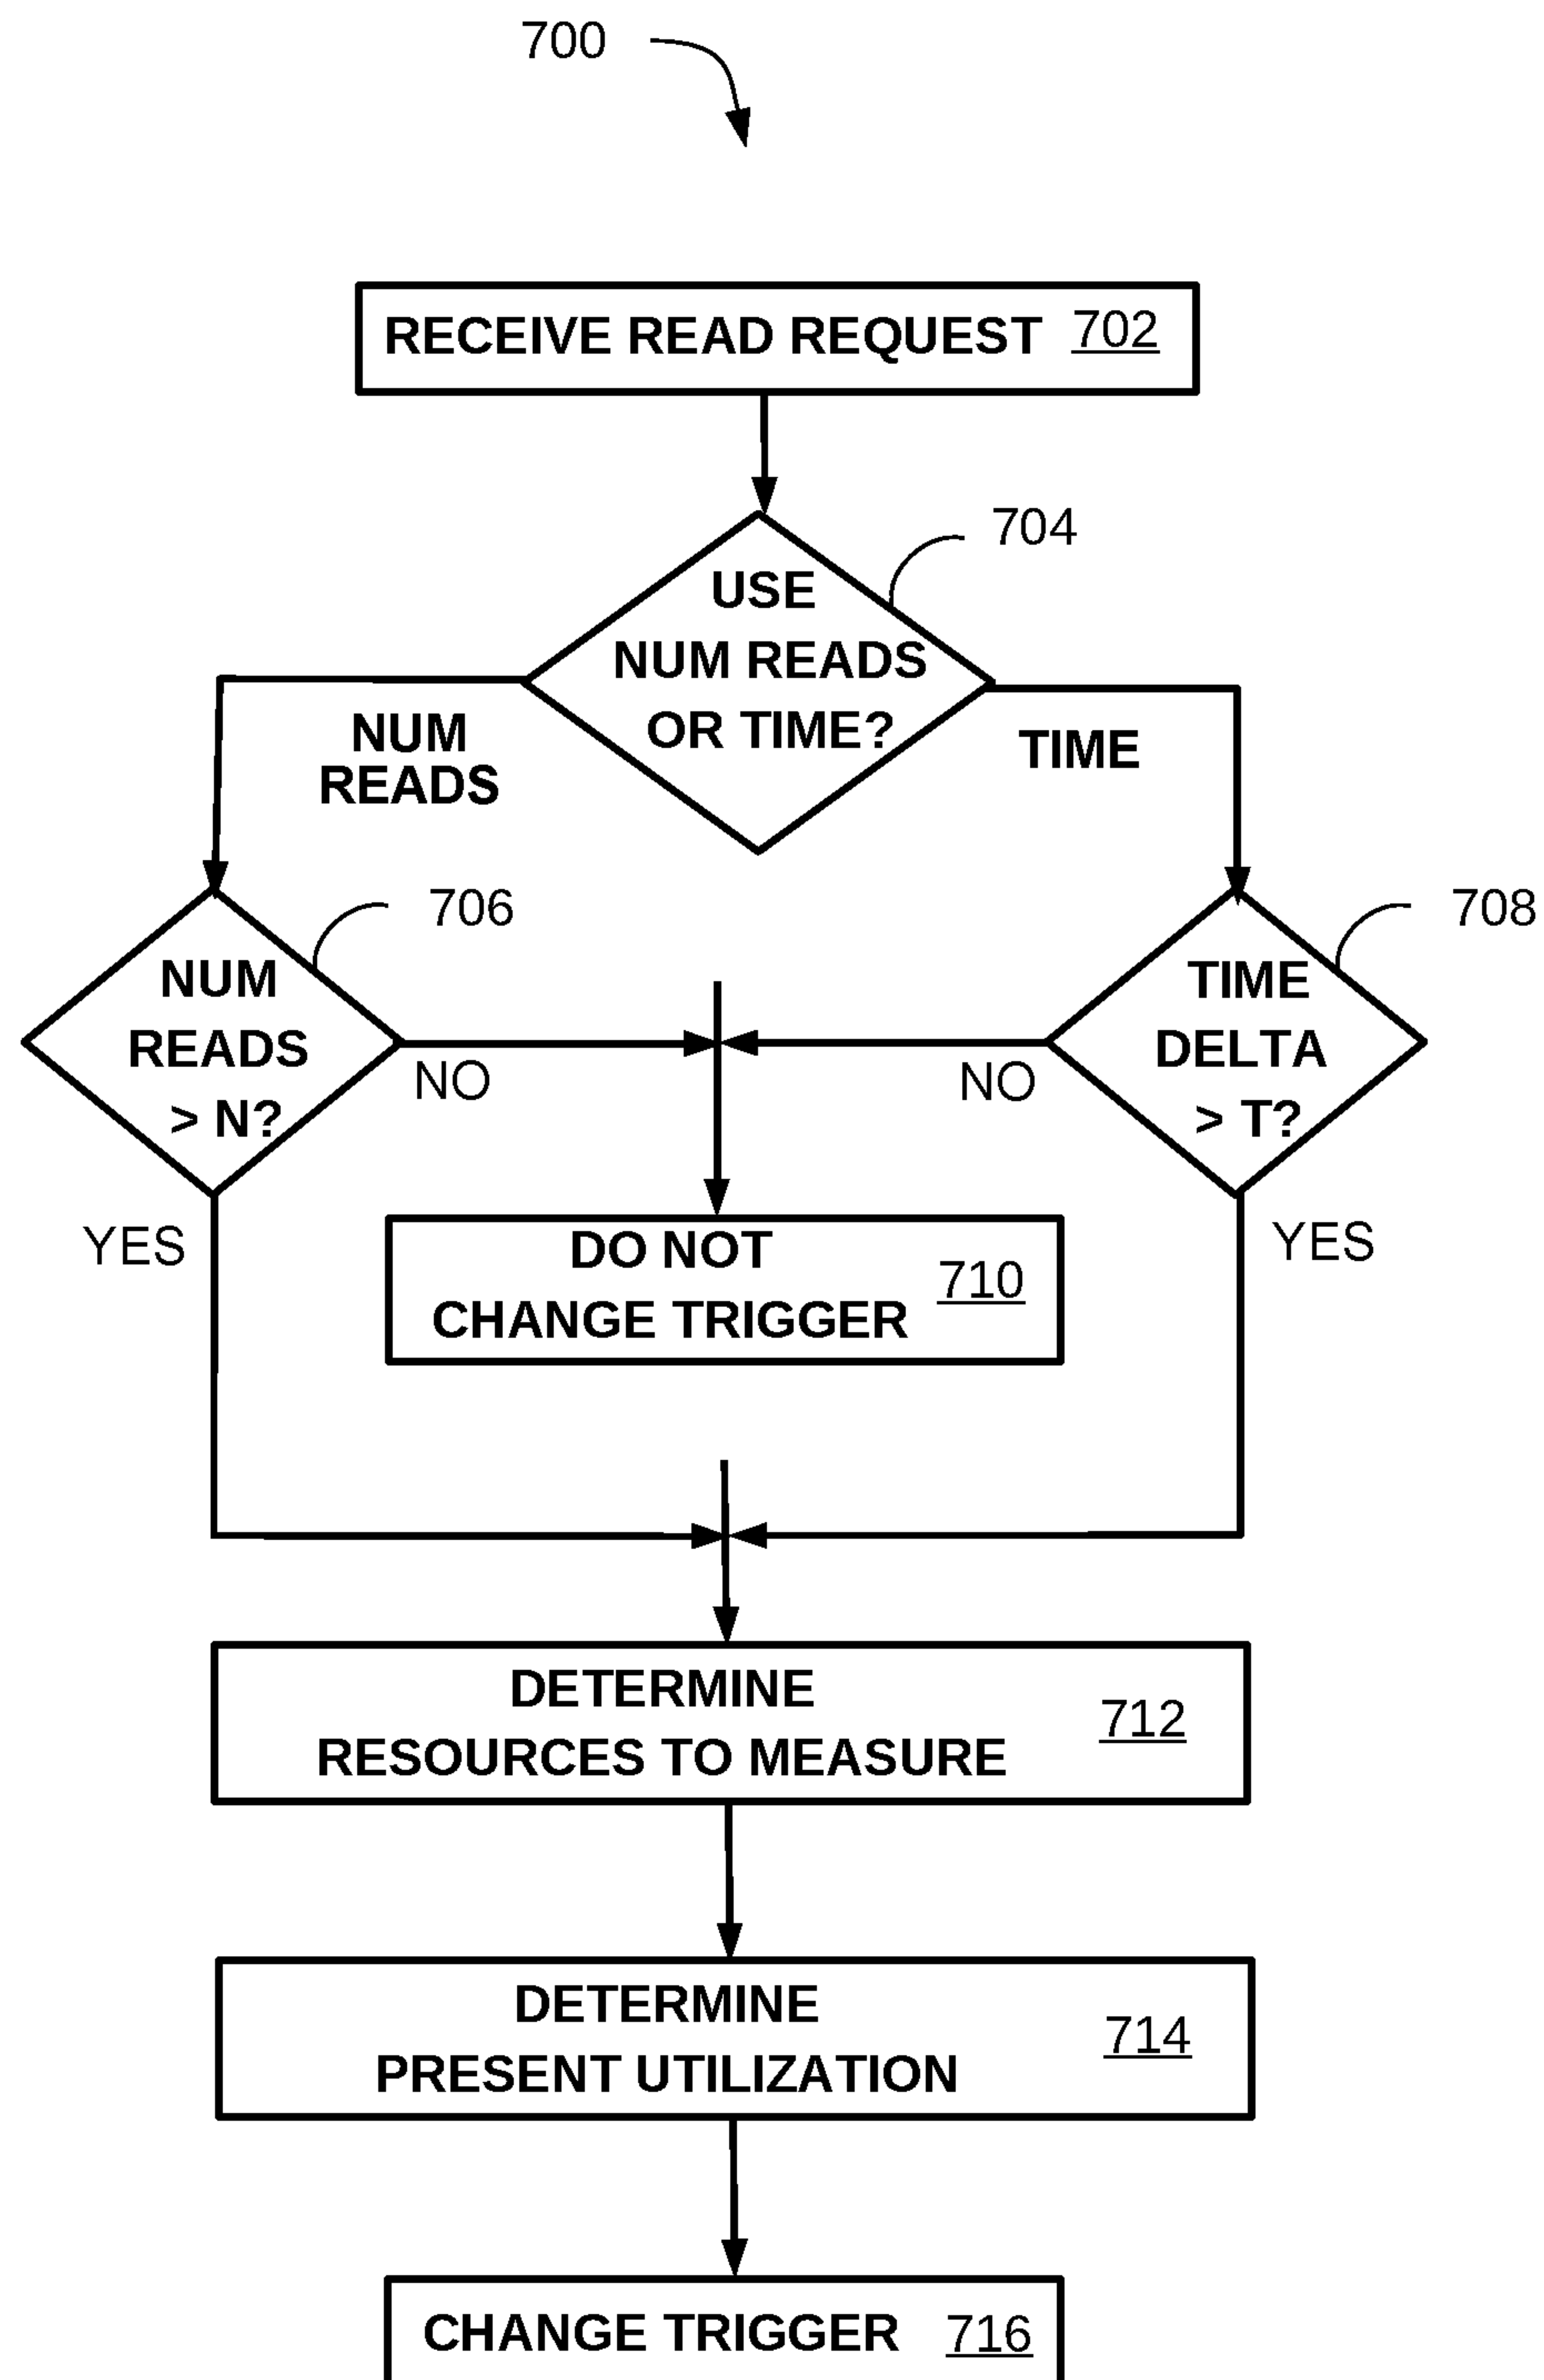 700
RECEIVE READ REQUEST 702
704
USE
NUM READS
OR TIME?
NUM
READS
TIME
706
708
NUM
READS
> N?
TIME
DELTA
> T?
NO
NO
YES
YES
DO NOT
CHANGE TRIGGER
710
DETERMINE
RESOURCES TO MEASURE
712
DETERMINE
PRESENT UTILIZATION
714
CHANGE TRIGGER 716